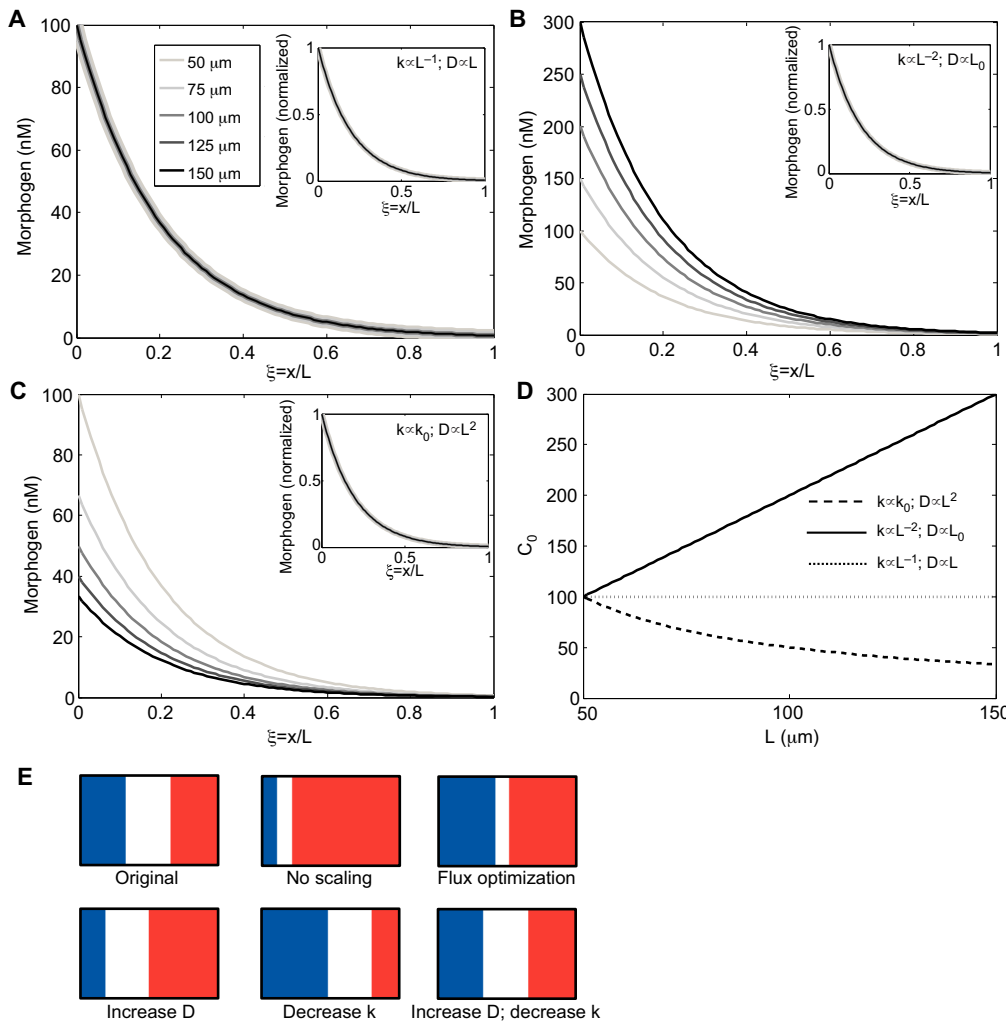 A
100
80
60
40
20
0
Morphogen (nM)
0
0.2
0.4
0.6
0.8
1
ξ=x/L
50 μm
75 μm
100 μm
125 μm
150 μm
Morphogen (normalized)
1
0.5
0
0
0.5
1
ξ=x/L
k∝L⁻¹; D∝L
B
300
250
200
150
100
50
0
Morphogen (nM)
0
0.2
0.4
0.6
0.8
1
ξ=x/L
Morphogen (normalized)
1
0.5
0
0
0.5
1
ξ=x/L
k∝L⁻²; D∝L₀
C
100
80
60
40
20
0
Morphogen (nM)
0
0.2
0.4
0.6
0.8
1
ξ=x/L
Morphogen (normalized)
1
0.5
0
0
0.5
1
ξ=x/L
k∝k₀; D∝L²
D
300
250
200
150
100
50
0
C₀
50
100
150
L (μm)
k∝k₀; D∝L²
k∝L⁻²; D∝L₀
k∝L⁻¹; D∝L
E
Original
No scaling
Flux optimization
Increase D
Decrease k
Increase D; decrease k